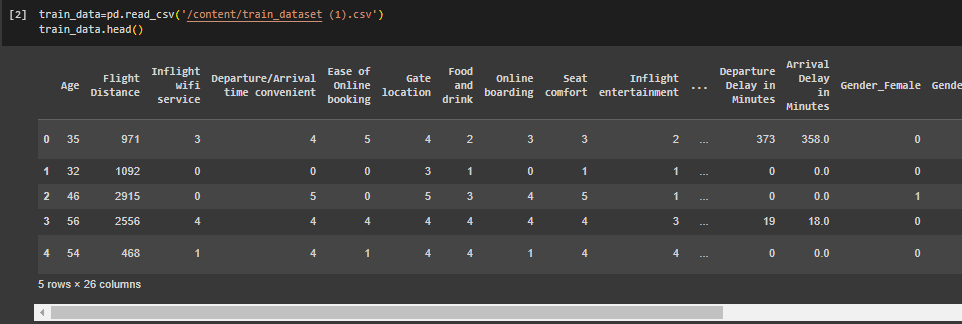 [2] train_data=pd.read_csv('/content/train_dataset (1).csv')
train_data.head()
Age Flight Distance Inflight wifi service Departure/Arrival time convenient Ease of Online booking Gate location Food and drink Online boarding Seat comfort Inflight entertainment ... Departure Delay in Minutes Arrival Delay in Minutes Gender_Female Gende
0 35 971 3 4 5 4 2 3 3 2 ... 373 358.0 0
1 32 1092 0 0 0 3 1 0 1 1 ... 0 0.0 0
2 46 2915 0 5 0 5 3 4 5 1 ... 0 0.0 1
3 56 2556 4 4 4 4 4 4 4 3 ... 19 18.0 0
4 54 468 1 4 1 4 4 1 4 4 ... 0 0.0 0
5 rows × 26 columns